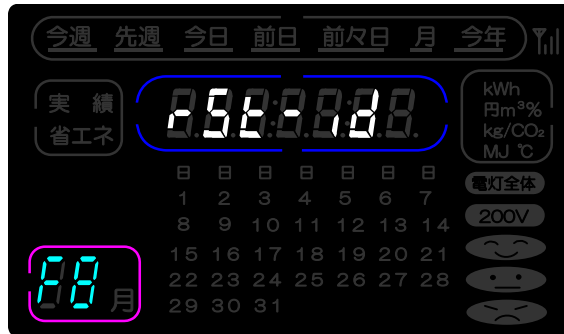 今週 先週 今日 前日 前々日 月 今年
実績
省エネ
rSt-id
kWh
円m³%
kg/CO₂
MJ ℃
日 日 日 日 日 日 日
1 2 3 4 5 6 7
8 9 10 11 12 13 14
15 16 17 18 19 20 21
22 23 24 25 26 27 28
29 30 31
電灯全体
200V
F8 月